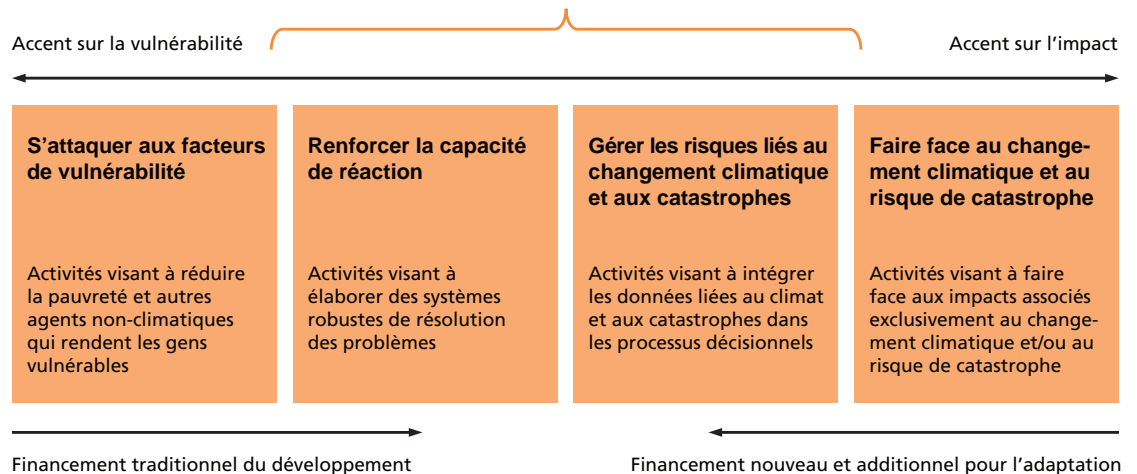 Accent sur la vulnérabilité
Accent sur l'impact
S'attaquer aux facteurs
de vulnérabilité
Activités visant à réduire
la pauvreté et autres
agents non-climatiques
qui rendent les gens
vulnérables
Renforcer la capacité
de réaction
Activités visant à
élaborer des systèmes
robustes de résolution
des problèmes
Gérer les risques liés au
changement climatique
et aux catastrophes
Activités visant à intégrer
les données liées au climat
et aux catastrophes dans
les processus décisionnels
Faire face au change-
ment climatique et au
risque de catastrophe
Activités visant à faire
face aux impacts associés
exclusivement au change-
ment climatique et/ou au
risque de catastrophe
Financement traditionnel du développement
Financement nouveau et additionnel pour l'adaptation